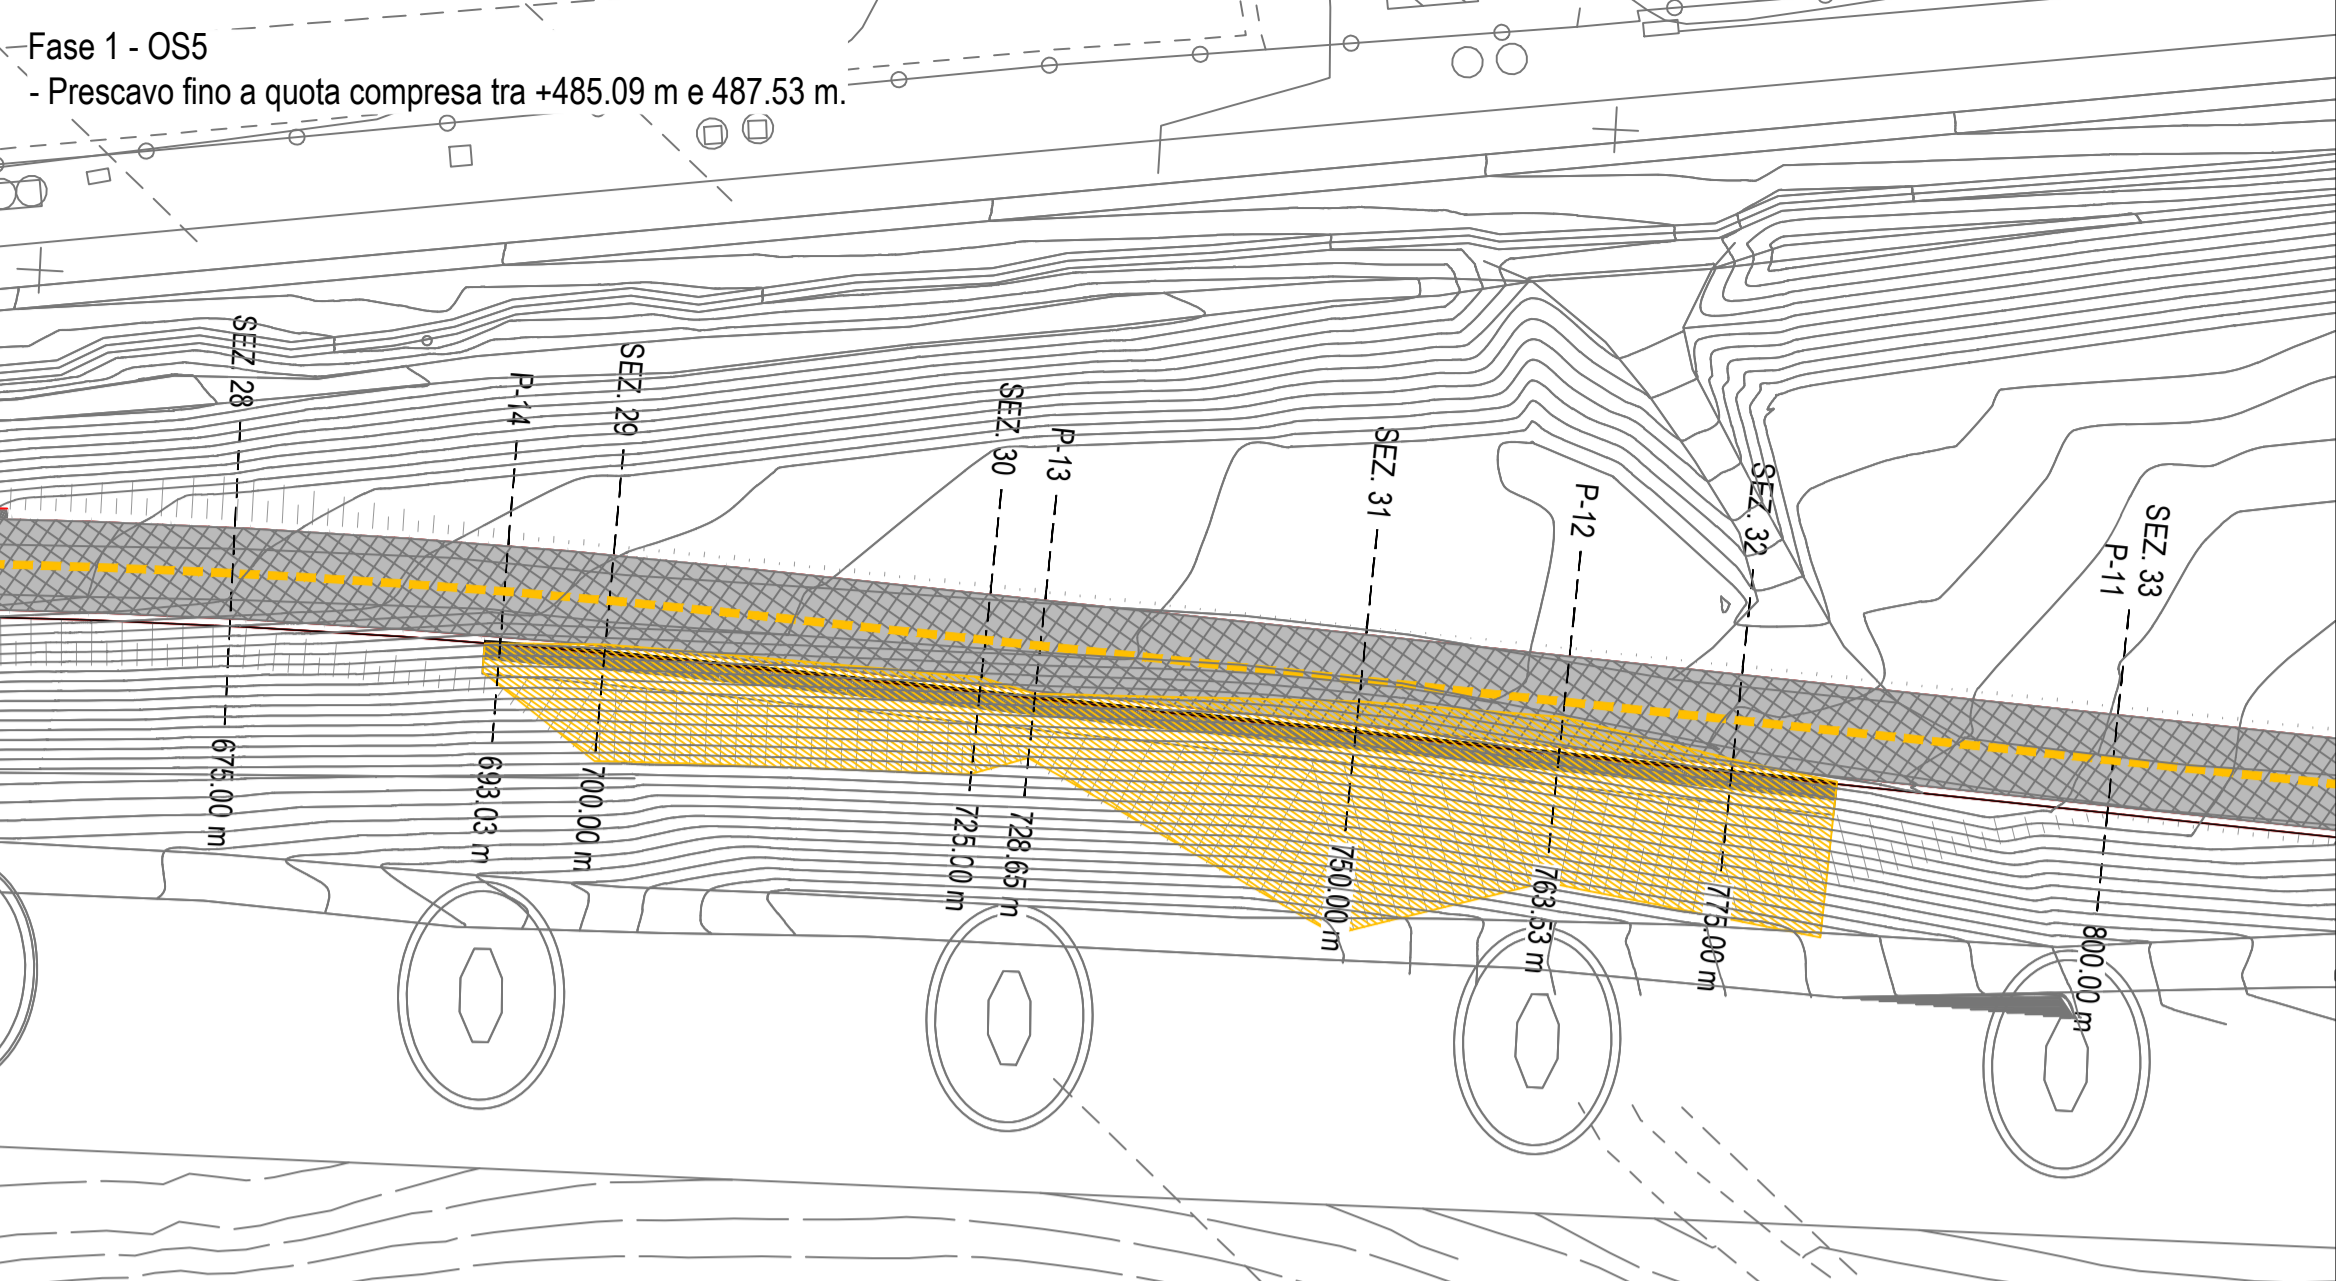 Fase 1 - OS5
- Prescavo fino a quota compresa tra +485.09 m e 487.53 m.
SEZ. 28
P-14
SEZ. 29
SEZ. 30
P-13
SEZ. 31
P-12
SEZ. 32
P-11
SEZ. 33
675.00 m
693.03 m
700.00 m
725.00 m
728.65 m
750.00 m
763.53 m
775.00 m
800.00 m